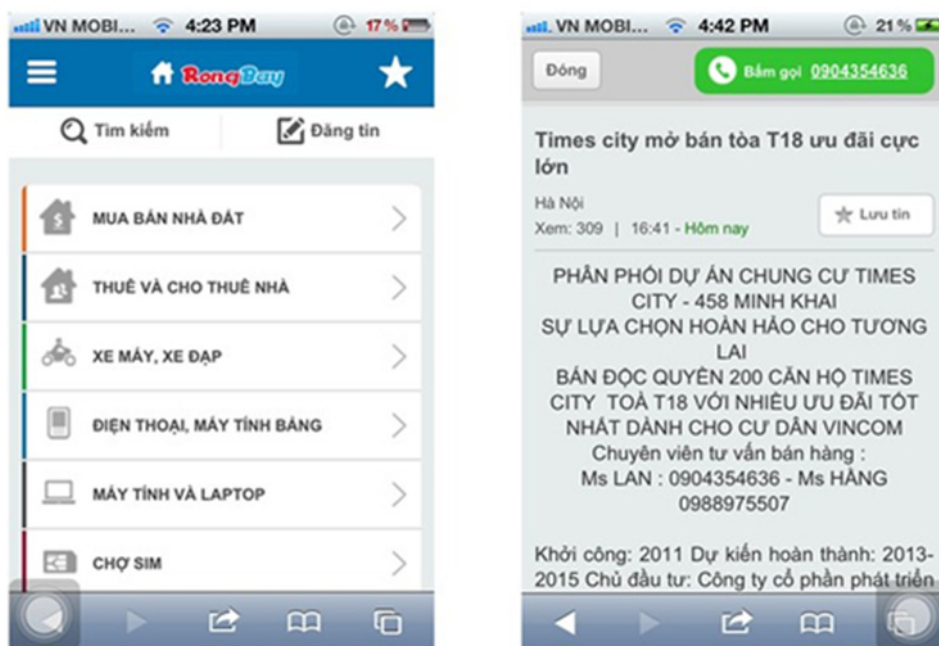 VN MOBI... 4:23 PM 17%
RongBay
Tìm kiếm Đăng tin
MUA BÁN NHÀ ĐẤT
THUÊ VÀ CHO THUÊ NHÀ
XE MÁY, XE ĐẠP
ĐIỆN THOẠI, MÁY TÍNH BẢNG
MÁY TÍNH VÀ LAPTOP
CHỢ SIM
VN MOBI... 4:42 PM 21%
Đóng Bấm gọi 0904354636
Times city mở bán tòa T18 ưu đãi cực
lớn
Hà Nội
Xem: 309 | 16:41 - Hôm nay
Lưu tin
PHÂN PHỐI DỰ ÁN CHUNG CƯ TIMES
CITY - 458 MINH KHAI
SỰ LỰA CHỌN HOÀN HẢO CHO TƯƠNG
LAI
BÁN ĐỘC QUYỀN 200 CĂN HỘ TIMES
CITY TOÀ T18 VỚI NHIỀU ƯU ĐÃI TỐT
NHẤT DÀNH CHO CƯ DÂN VINCOM
Chuyên viên tư vấn bán hàng :
Ms LAN : 0904354636 - Ms HẰNG
0988975507
Khởi công: 2011 Dự kiến hoàn thành: 2013-
2015 Chủ đầu tư: Công ty cổ phần phát triển